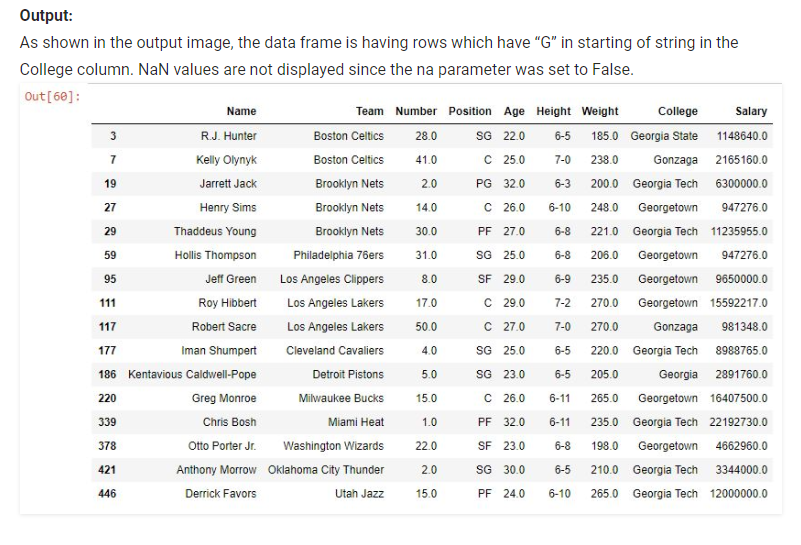 Output:
As shown in the output image, the data frame is having rows which have “G” in starting of string in the
College column. NaN values are not displayed since the na parameter was set to False.
Out[60]:
Name Team Number Position Age Height Weight College Salary
3 R.J. Hunter Boston Celtics 28.0 SG 22.0 6-5 185.0 Georgia State 1148640.0
7 Kelly Olynyk Boston Celtics 41.0 C 25.0 7-0 238.0 Gonzaga 2165160.0
19 Jarrett Jack Brooklyn Nets 2.0 PG 32.0 6-3 200.0 Georgia Tech 6300000.0
27 Henry Sims Brooklyn Nets 14.0 C 26.0 6-10 248.0 Georgetown 947276.0
29 Thaddeus Young Brooklyn Nets 30.0 PF 27.0 6-8 221.0 Georgia Tech 11235955.0
59 Hollis Thompson Philadelphia 76ers 31.0 SG 25.0 6-8 206.0 Georgetown 947276.0
95 Jeff Green Los Angeles Clippers 8.0 SF 29.0 6-9 235.0 Georgetown 9650000.0
111 Roy Hibbert Los Angeles Lakers 17.0 C 29.0 7-2 270.0 Georgetown 15592217.0
117 Robert Sacre Los Angeles Lakers 50.0 C 27.0 7-0 270.0 Gonzaga 981348.0
177 Iman Shumpert Cleveland Cavaliers 4.0 SG 25.0 6-5 220.0 Georgia Tech 8988765.0
186 Kentavious Caldwell-Pope Detroit Pistons 5.0 SG 23.0 6-5 205.0 Georgia 2891760.0
220 Greg Monroe Milwaukee Bucks 15.0 C 26.0 6-11 265.0 Georgetown 16407500.0
339 Chris Bosh Miami Heat 1.0 PF 32.0 6-11 235.0 Georgia Tech 22192730.0
378 Otto Porter Jr. Washington Wizards 22.0 SF 23.0 6-8 198.0 Georgetown 4662960.0
421 Anthony Morrow Oklahoma City Thunder 2.0 SG 30.0 6-5 210.0 Georgia Tech 3344000.0
446 Derrick Favors Utah Jazz 15.0 PF 24.0 6-10 265.0 Georgia Tech 12000000.0